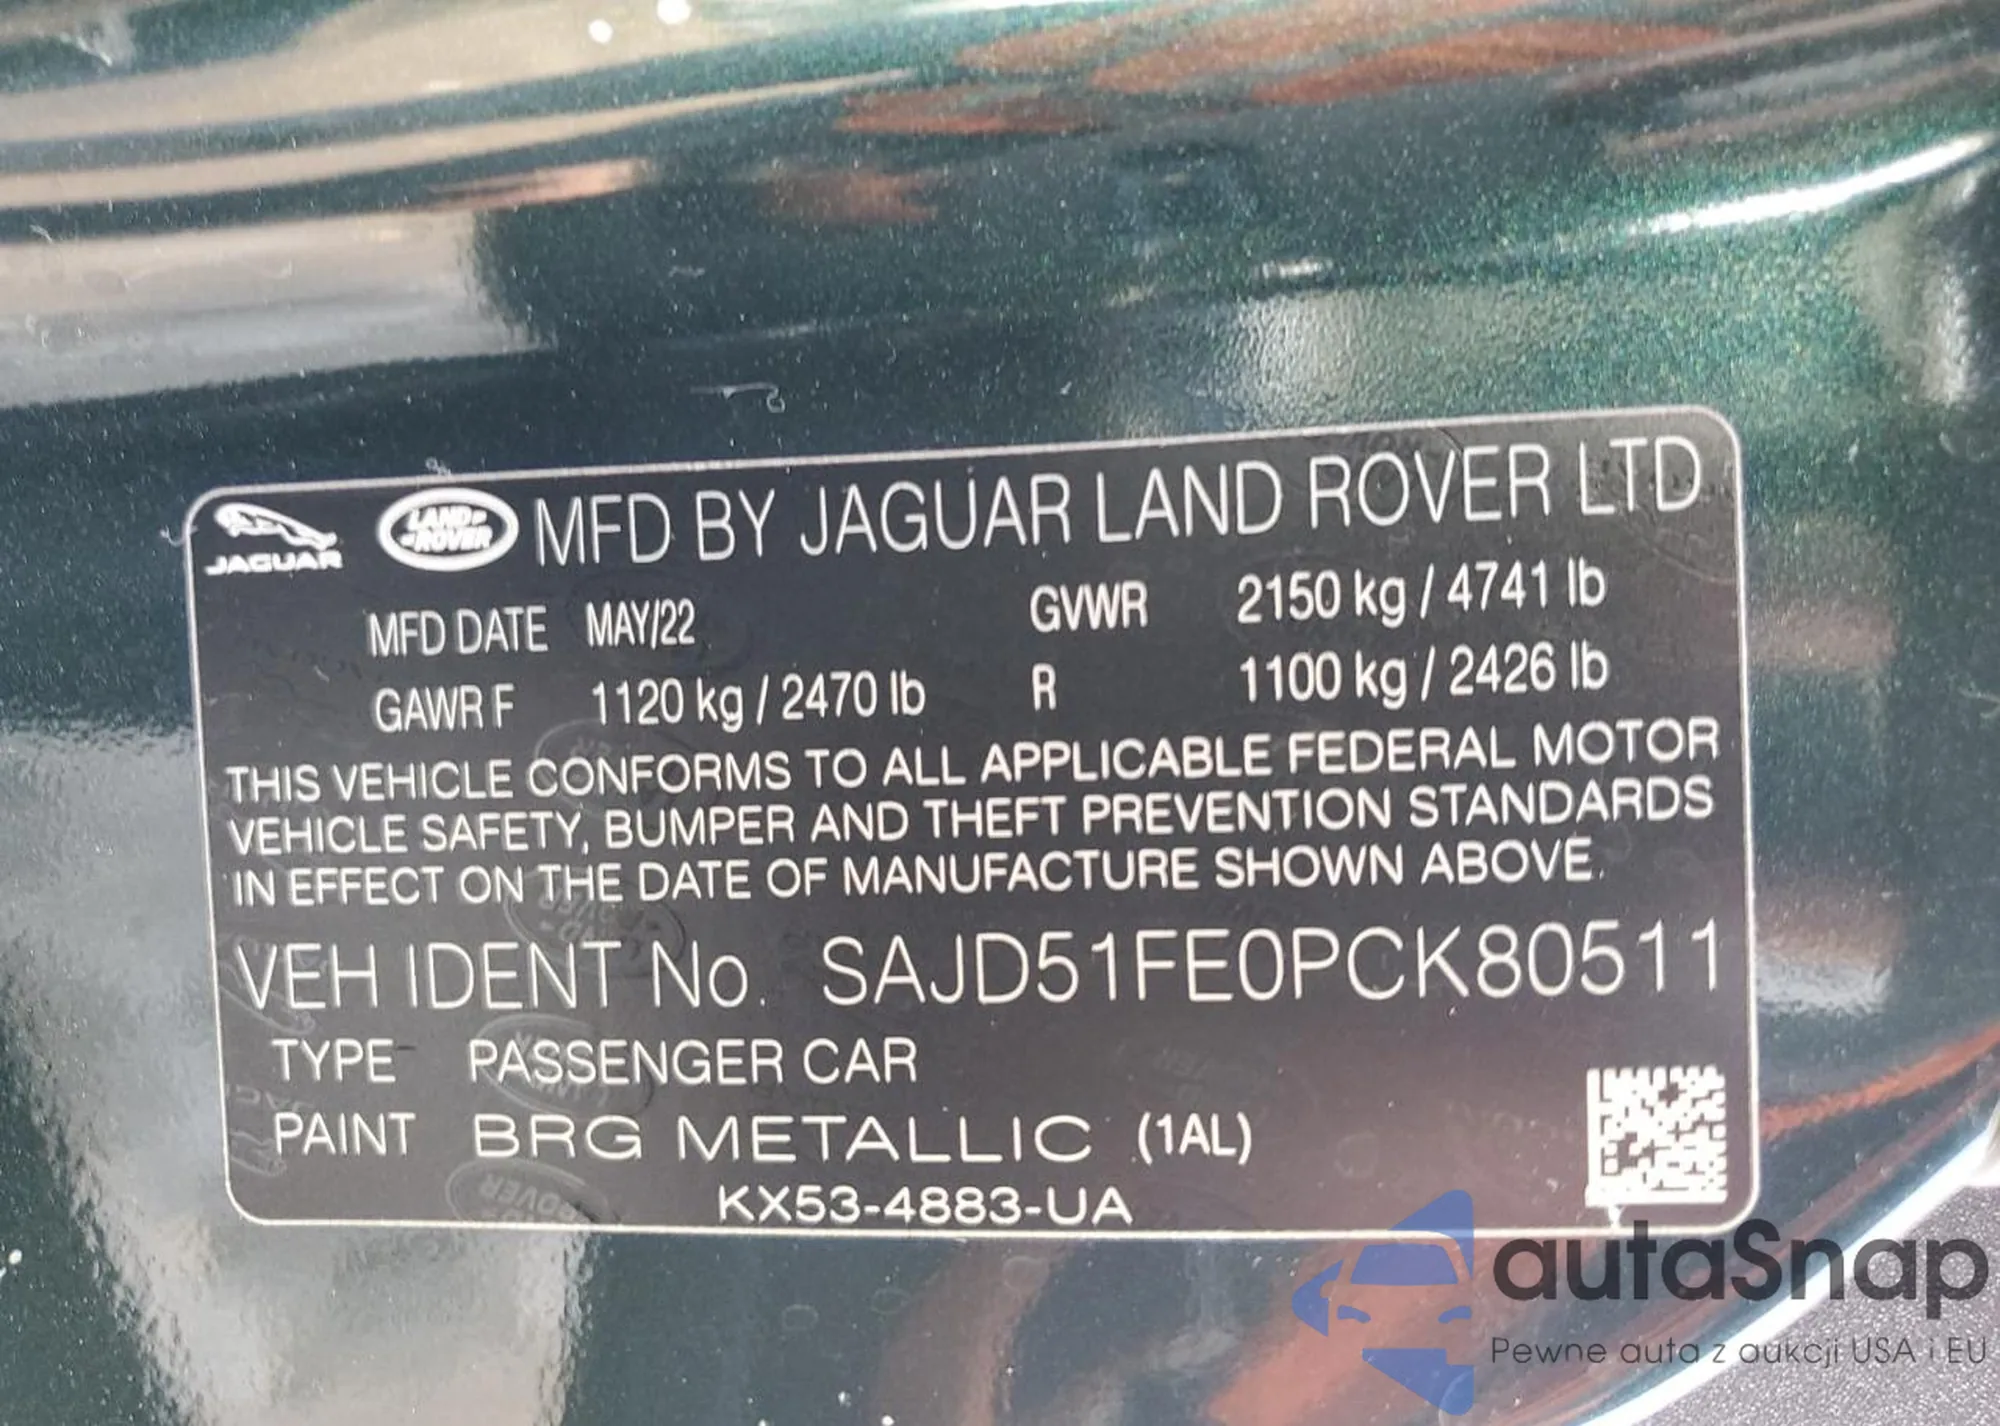 JAGUAR LAND ROVER MFD BY JAGUAR LAND ROVER LTD
MFD DATE MAY/22 GVWR 2150 kg / 4741 lb
GAWR F 1120 kg / 2470 lb R 1100 kg / 2426 lb
THIS VEHICLE CONFORMS TO ALL APPLICABLE FEDERAL MOTOR
VEHICLE SAFETY, BUMPER AND THEFT PREVENTION STANDARDS
IN EFFECT ON THE DATE OF MANUFACTURE SHOWN ABOVE.
VEH IDENT No. SAJD51FE0PCK80511
TYPE PASSENGER CAR
PAINT BRG METALLIC (1AL)
KX53-4883-UA
autaSnap
Pewne auta z aukcji USA i EU